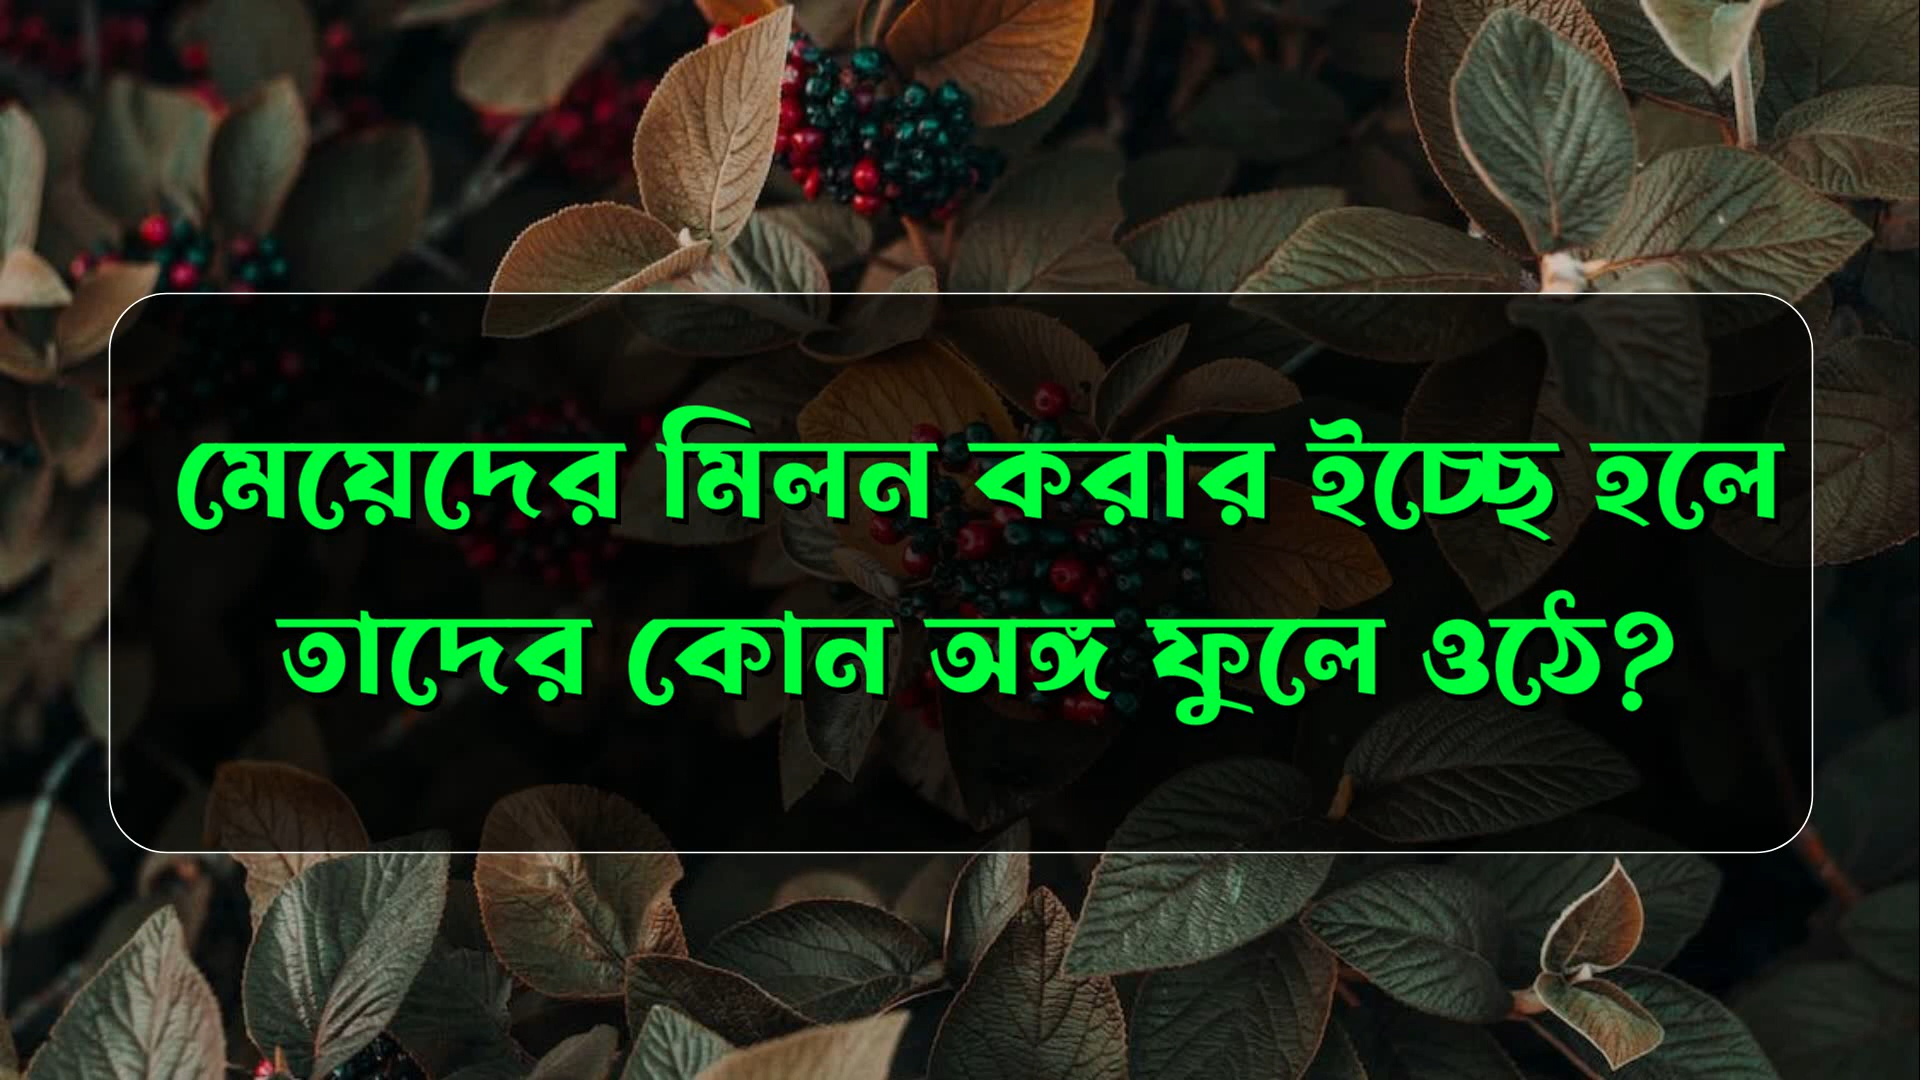 মেয়েদের মিলন করার ইচ্ছে হলে
তাদের কোন অঙ্গ ফুলে ওঠে?